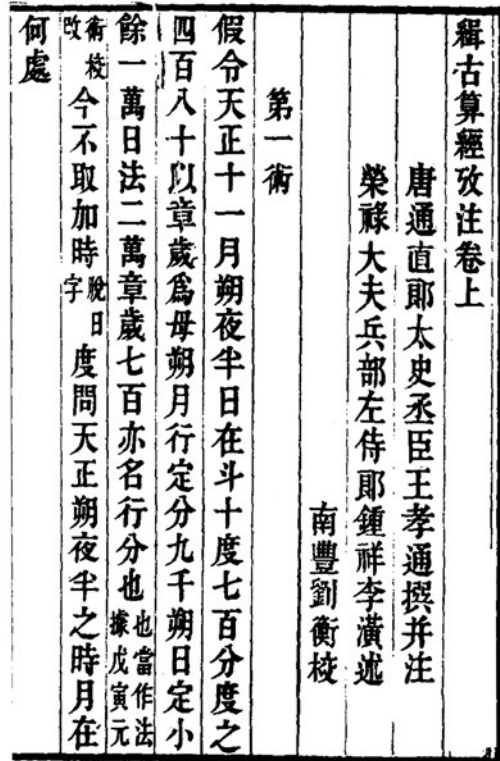 緝古算經攷注卷上
唐通直郎太史丞臣王孝通撰并注
榮祿大夫兵部左侍郎鍾祥李潢述
南豐劉衡校
第一術
假令天正十一月朔夜半日在斗十度七百分度之
四百八十以章歲爲母朔月行定分九千朔日定小
餘一萬日法二萬章歲七百亦名行分也也當作法據戊寅元
術校改今不取加時脫日字度問天正朔夜半之時月在
何處